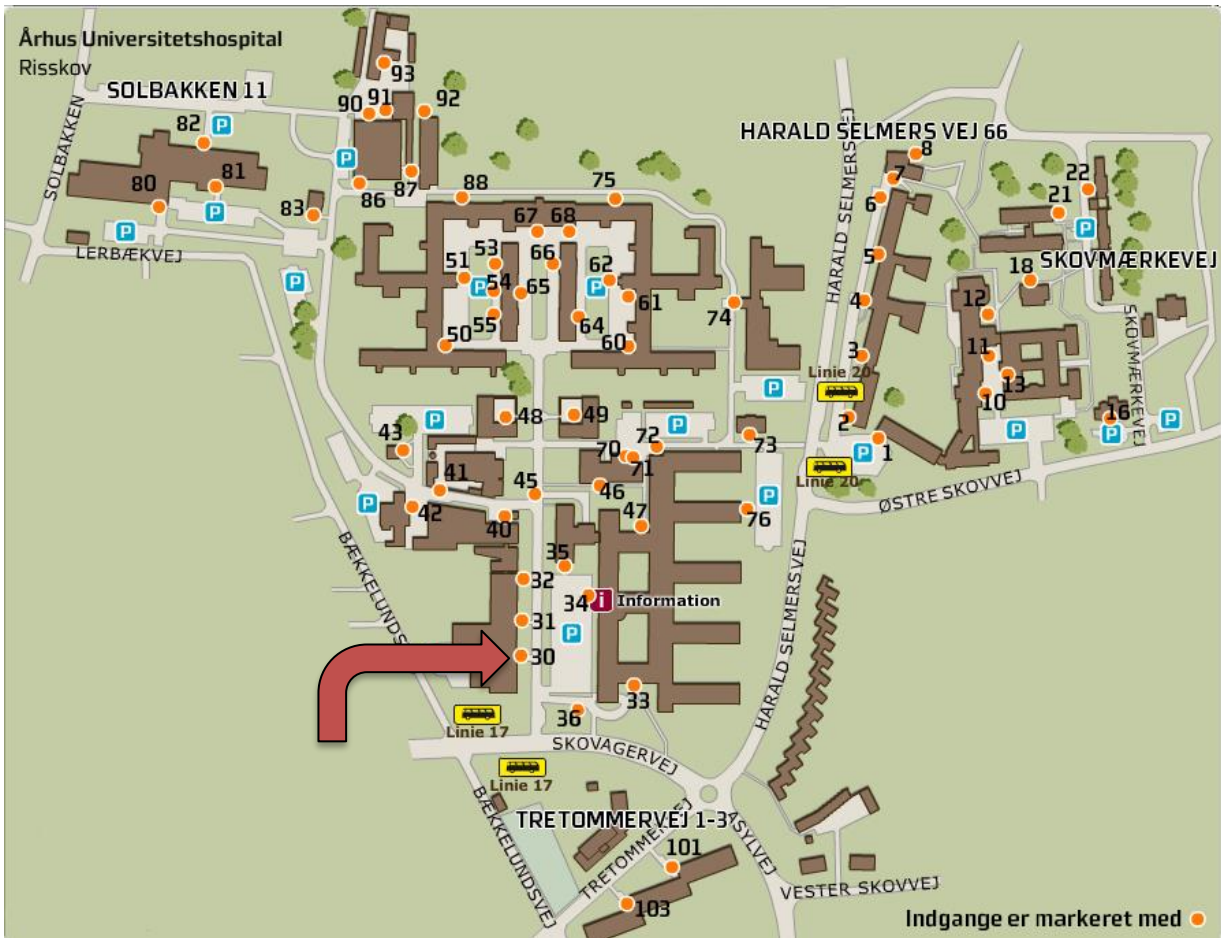 Århus Universitetshospital
Risskov
SOLBAKKEN 11
SOLBAKKEN
93
90
91
92
82
P
P
HARALD SELMERS VEJ 66
HARALD SELMERSVEJ
8
7
22
81
80
P
83
86
87
88
75
6
21
P
P
LERBÆKVEJ
67
68
53
66
51
54
P
62
P
65
61
5
SKOVMÆRKEVEJ
18
P
55
64
74
4
12
50
60
3
11
13
SKOVMÆRKEVEJ
Linie 20
P
10
48
49
2
16
43
P
72
P
73
1
P
P
P
P
70
71
41
45
46
Linie 20
P
ØSTRE SKOVVEJ
P
42
40
47
76
BÆKKELUNDS
35
32
34
i
Information
31
P
30
33
36
HARALD SELMERSVEJ
Linie 17
SKOVAGERVEJ
Linie 17
BÆKKELUNDSVEJ
TRETOMMERVEJ 1-3
TRETOMMERVEJ
ASYLVEJ
101
103
VESTER SKOVVEJ
Indgange er markeret med